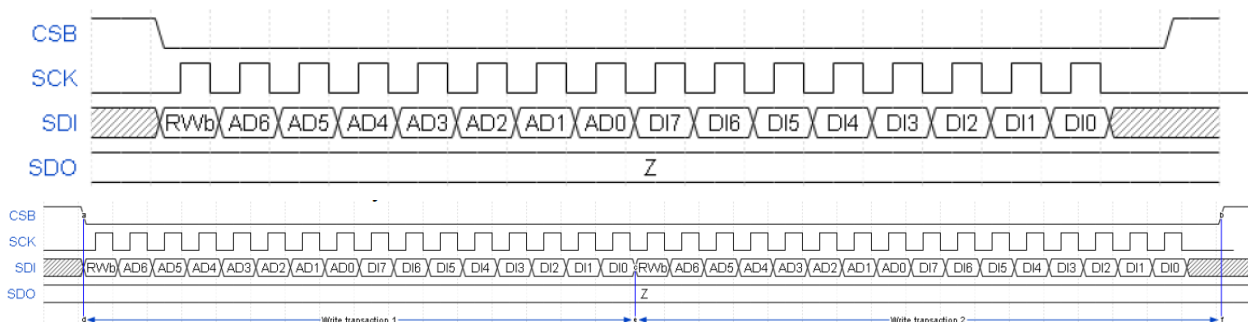 CSB
SCK
SDI RWb AD6 AD5 AD4 AD3 AD2 AD1 AD0 DI7 DI6 DI5 DI4 DI3 DI2 DI1 DI0
SDO Z
CSB a b
SCK
SDI RWb AD6 AD5 AD4 AD3 AD2 AD1 AD0 DI7 DI6 DI5 DI4 DI3 DI2 DI1 DI0 RWb AD6 AD5 AD4 AD3 AD2 AD1 AD0 DI7 DI6 DI5 DI4 DI3 DI2 DI1 DI0
SDO Z
Write transaction 1 Write transaction 2